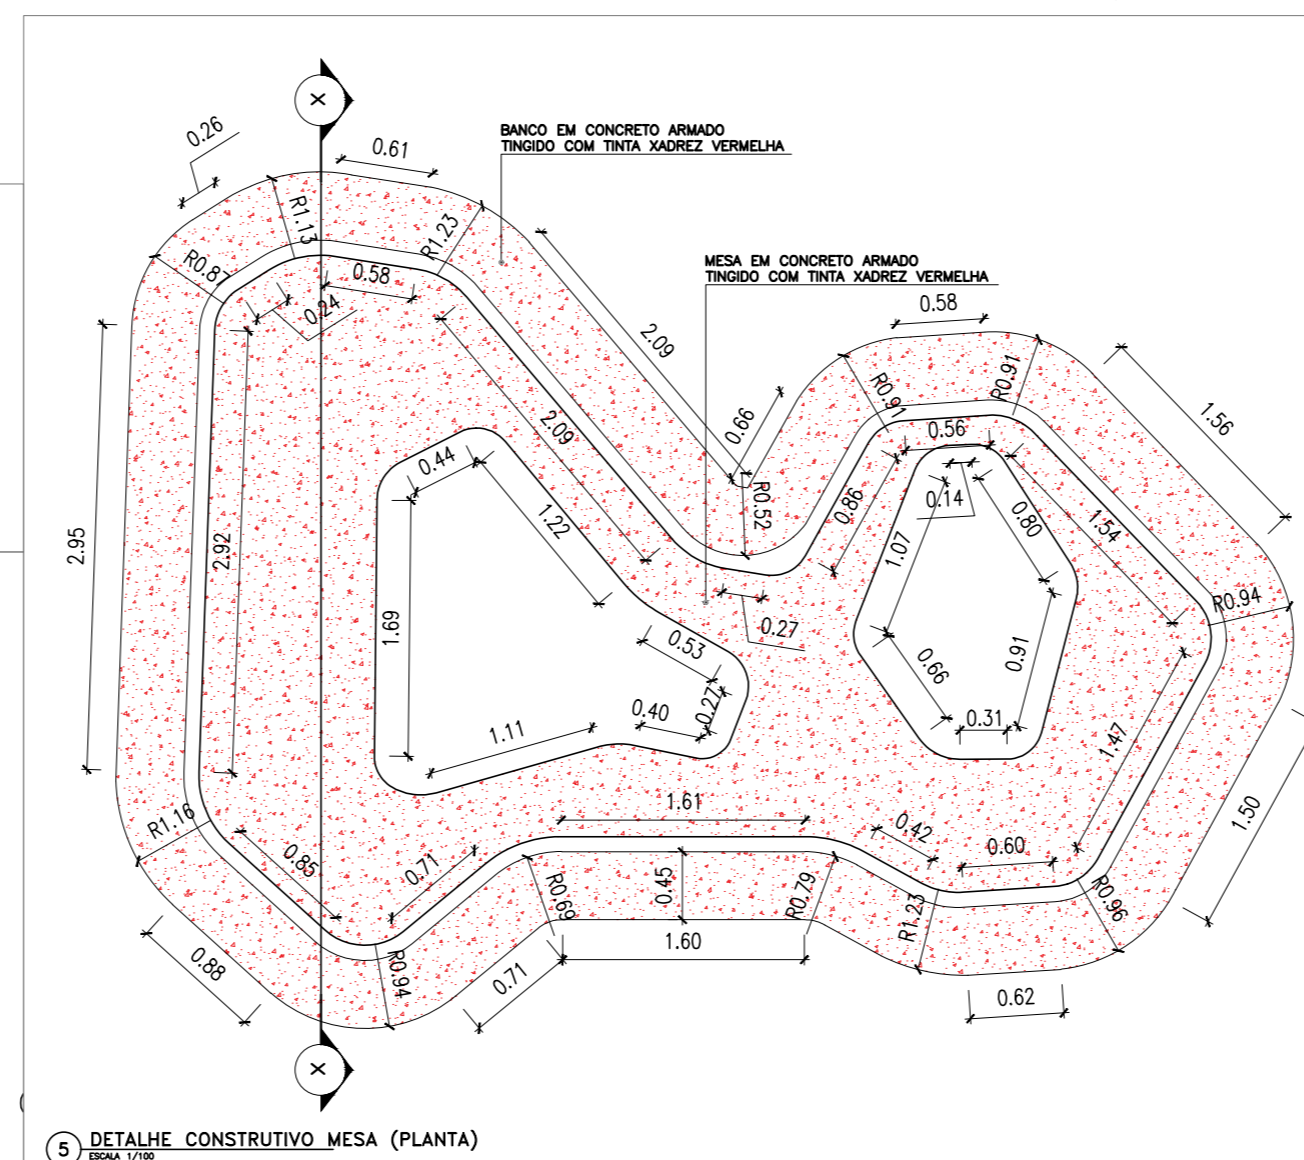 X
0.26
0.61
BANCO EM CONCRETO ARMADO
TINGIDO COM TINTA XADREZ VERMELHA
R1.13
R1.23
R0.87
0.58
0.24
MESA EM CONCRETO ARMADO
TINGIDO COM TINTA XADREZ VERMELHA
0.58
2.09
R0.91
R0.91
0.66
1.56
2.09
0.44
0.56
R0.52
0.86
0.14
0.80
1.54
1.22
1.07
2.95
2.92
1.69
R0.94
0.27
0.53
0.66
0.91
0.27
0.40
0.31
1.11
1.47
1.61
1.50
R1.16
0.42
0.85
0.71
0.60
0.45
R0.69
R0.79
R1.23
R0.96
1.60
0.88
R0.94
0.71
0.62
X
5 DETALHE CONSTRUTIVO MESA (PLANTA)
ESCALA 1/100